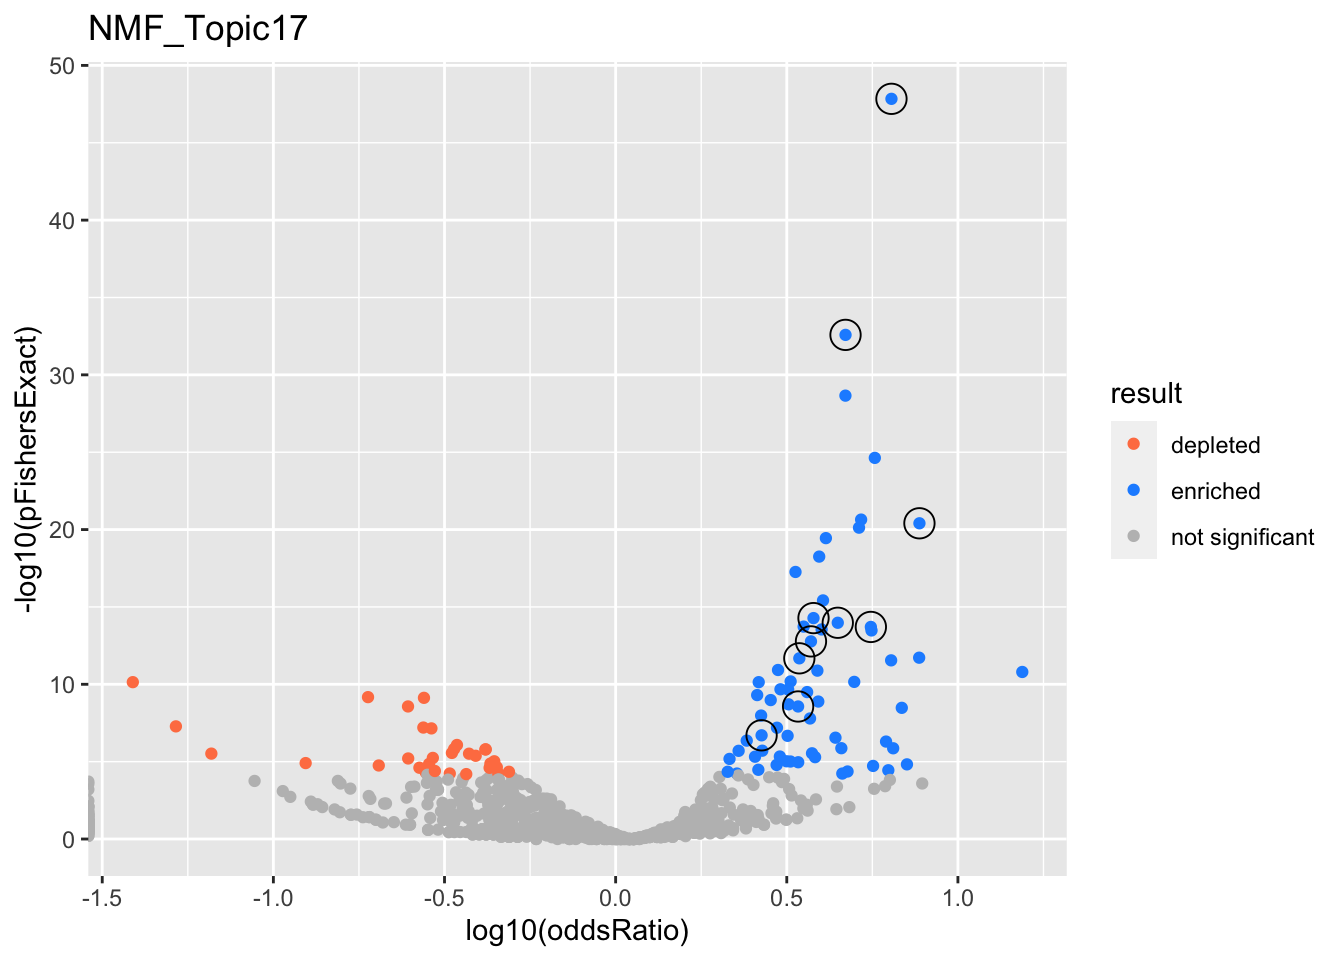 NMF_Topic17
50
40
30
20
10
0
-log10(pFishersExact)
-1.5
-1.0
-0.5
0.0
0.5
1.0
log10(oddsRatio)
result
depleted
enriched
not significant